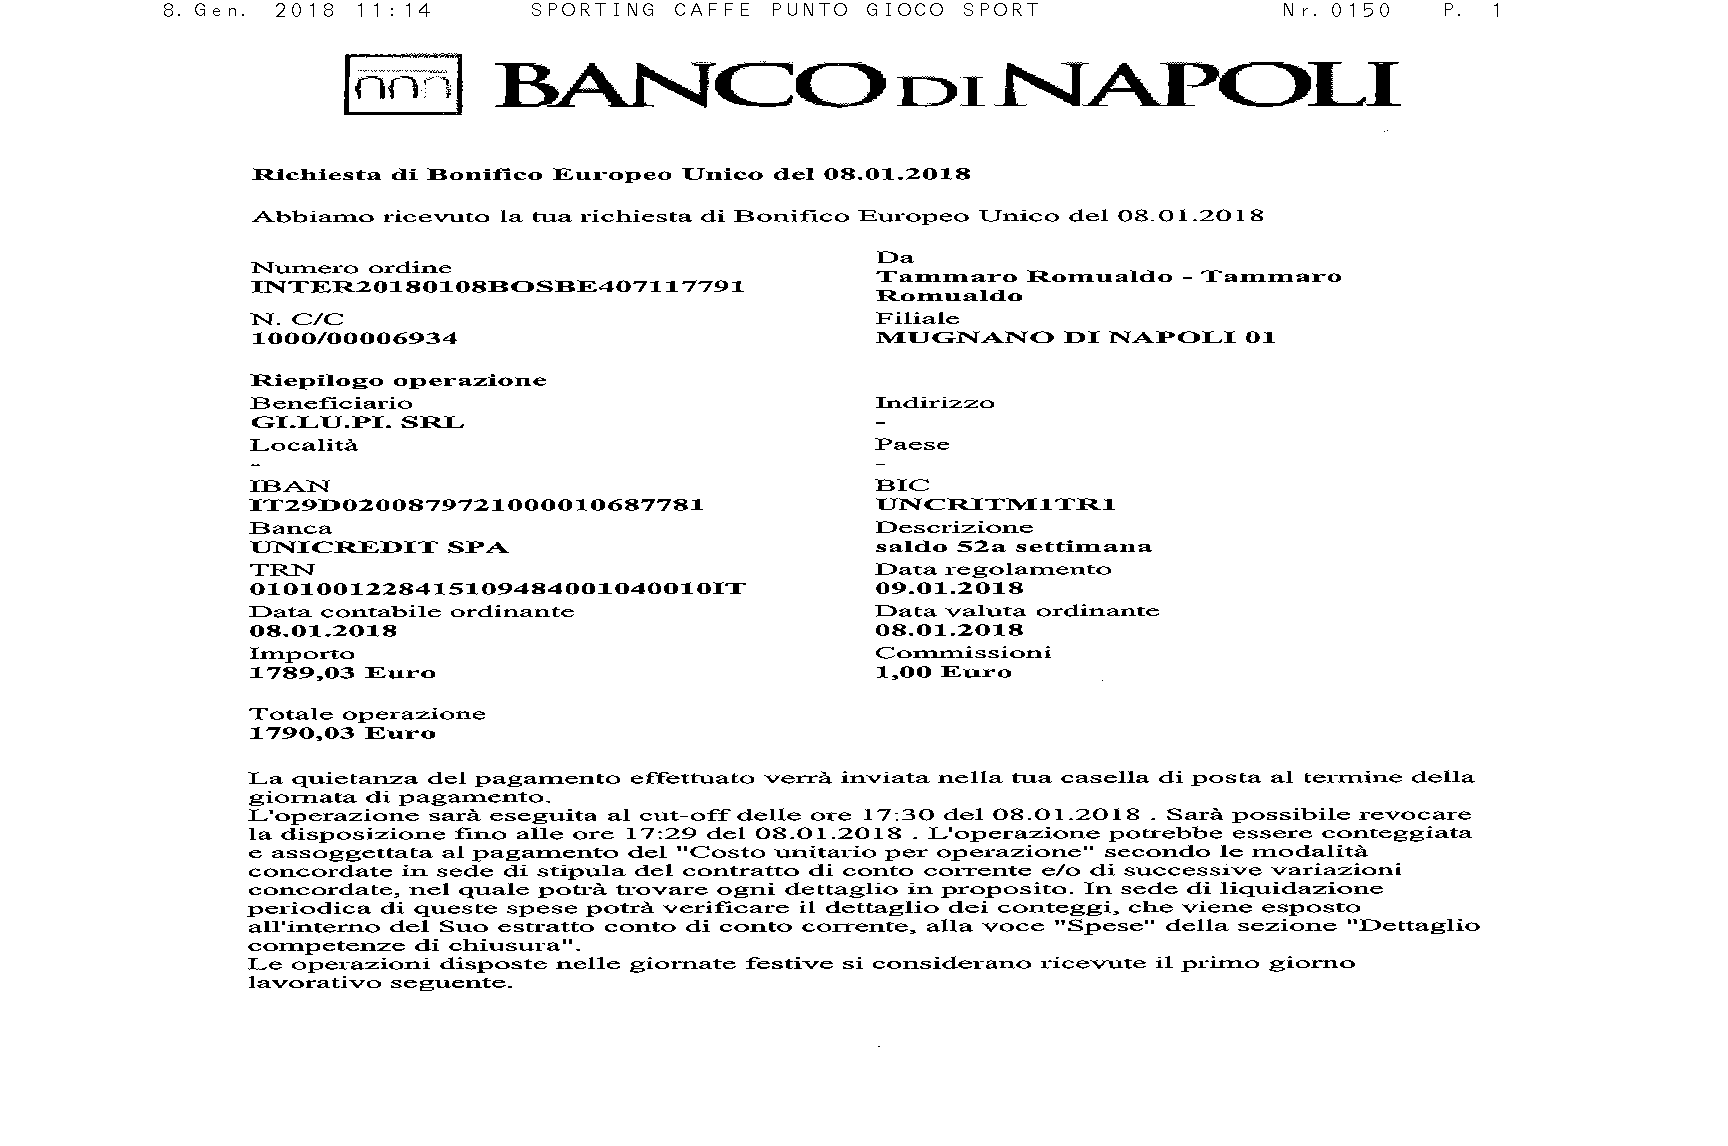 8. Gen. 2018 11:14 SPORTING CAFFE PUNTO GIOCO SPORT Nr. 0150 P. 1
BANCO DI NAPOLI
Richiesta di Bonifico Europeo Unico del 08.01.2018
Abbiamo ricevuto la tua richiesta di Bonifico Europeo Unico del 08.01.2018
Numero ordine
INTER20180108BOSBE407117791
Da
Tammaro Romualdo - Tammaro
Romualdo
N. C/C
1000/00006934
Filiale
MUGNANO DI NAPOLI 01
Riepilogo operazione
Beneficiario
GI.LU.PI. SRL
Indirizzo
-
Località
-
Paese
-
IBAN
IT29D0200879721000010687781
BIC
UNCRITM1TR1
Banca
UNICREDIT SPA
Descrizione
saldo 52a settimana
TRN
0101001228415109484001040010IT
Data regolamento
09.01.2018
Data contabile ordinante
08.01.2018
Data valuta ordinante
08.01.2018
Importo
1789,03 Euro
Commissioni
1,00 Euro
Totale operazione
1790,03 Euro
La quietanza del pagamento effettuato verrà inviata nella tua casella di posta al termine della
giornata di pagamento.
L'operazione sarà eseguita al cut-off delle ore 17:30 del 08.01.2018 . Sarà possibile revocare
la disposizione fino alle ore 17:29 del 08.01.2018 . L'operazione potrebbe essere conteggiata
e assoggettata al pagamento del "Costo unitario per operazione" secondo le modalità
concordate in sede di stipula del contratto di conto corrente e/o di successive variazioni
concordate, nel quale potrà trovare ogni dettaglio in proposito. In sede di liquidazione
periodica di queste spese potrà verificare il dettaglio dei conteggi, che viene esposto
all'interno del Suo estratto conto di conto corrente, alla voce "Spese" della sezione "Dettaglio
competenze di chiusura".
Le operazioni disposte nelle giornate festive si considerano ricevute il primo giorno
lavorativo seguente.